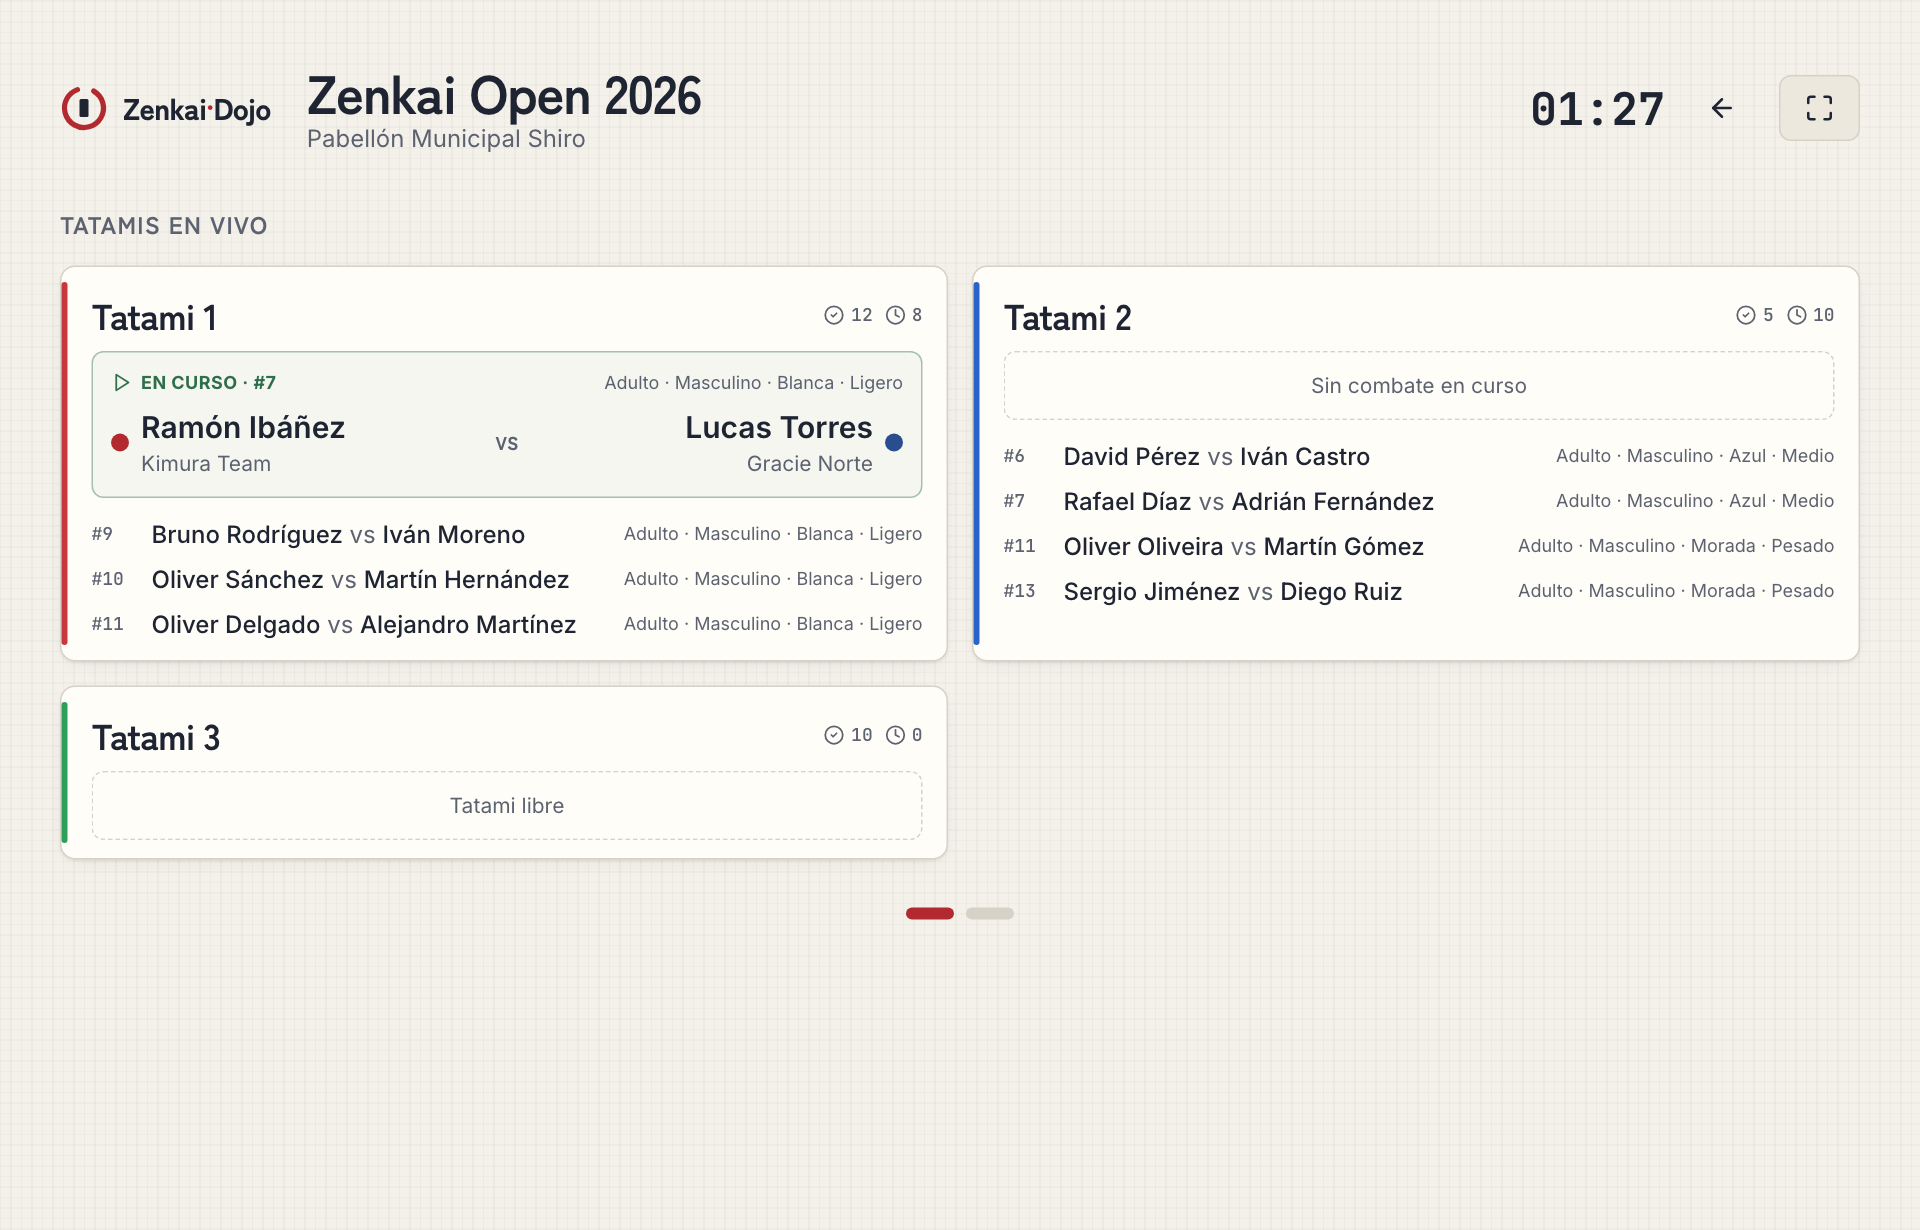 Zenkai·Dojo
Zenkai Open 2026
Pabellón Municipal Shiro
01:27
TATAMIS EN VIVO
Tatami 1
12 8
EN CURSO · #7
Adulto · Masculino · Blanca · Ligero
Ramón Ibáñez
Kimura Team
VS
Lucas Torres
Gracie Norte
#9 Bruno Rodríguez vs Iván Moreno Adulto · Masculino · Blanca · Ligero
#10 Oliver Sánchez vs Martín Hernández Adulto · Masculino · Blanca · Ligero
#11 Oliver Delgado vs Alejandro Martínez Adulto · Masculino · Blanca · Ligero
Tatami 2
5 10
Sin combate en curso
#6 David Pérez vs Iván Castro Adulto · Masculino · Azul · Medio
#7 Rafael Díaz vs Adrián Fernández Adulto · Masculino · Azul · Medio
#11 Oliver Oliveira vs Martín Gómez Adulto · Masculino · Morada · Pesado
#13 Sergio Jiménez vs Diego Ruiz Adulto · Masculino · Morada · Pesado
Tatami 3
10 0
Tatami libre